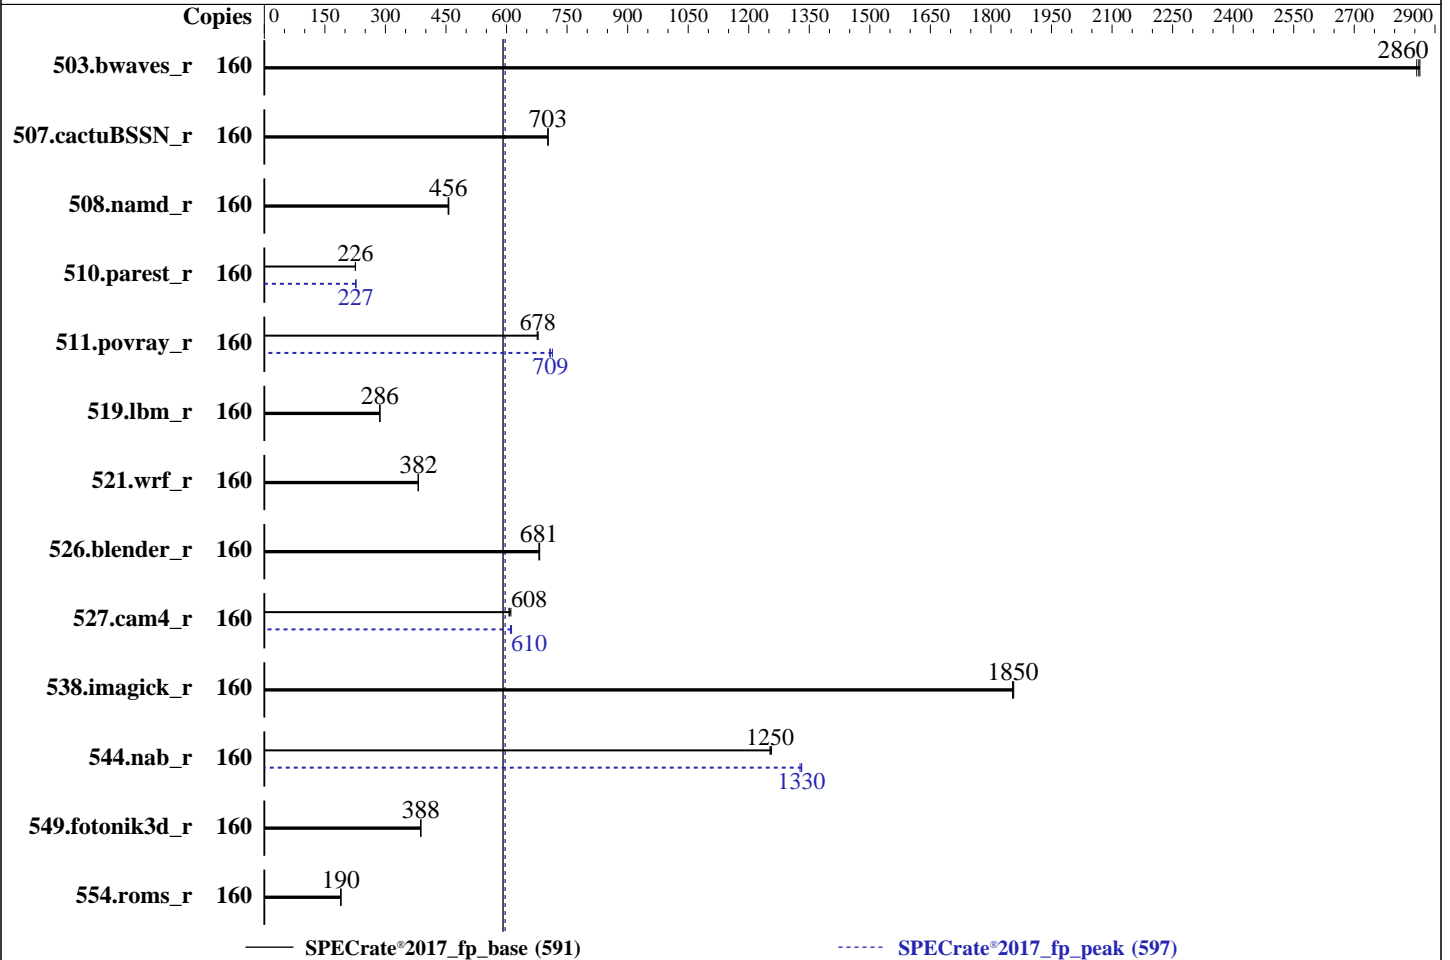 Copies 0 150 300 450 600 750 900 1050 1200 1350 1500 1650 1800 1950 2100 2250 2400 2550 2700 2900
503.bwaves_r 160 2860
507.cactuBSSN_r 160 703
508.namd_r 160 456
510.parest_r 160 226
227
511.povray_r 160 678
709
519.lbm_r 160 286
521.wrf_r 160 382
526.blender_r 160 681
527.cam4_r 160 608
610
538.imagick_r 160 1850
544.nab_r 160 1250
1330
549.fotonik3d_r 160 388
554.roms_r 160 190
SPECrate®2017_fp_base (591) SPECrate®2017_fp_peak (597)